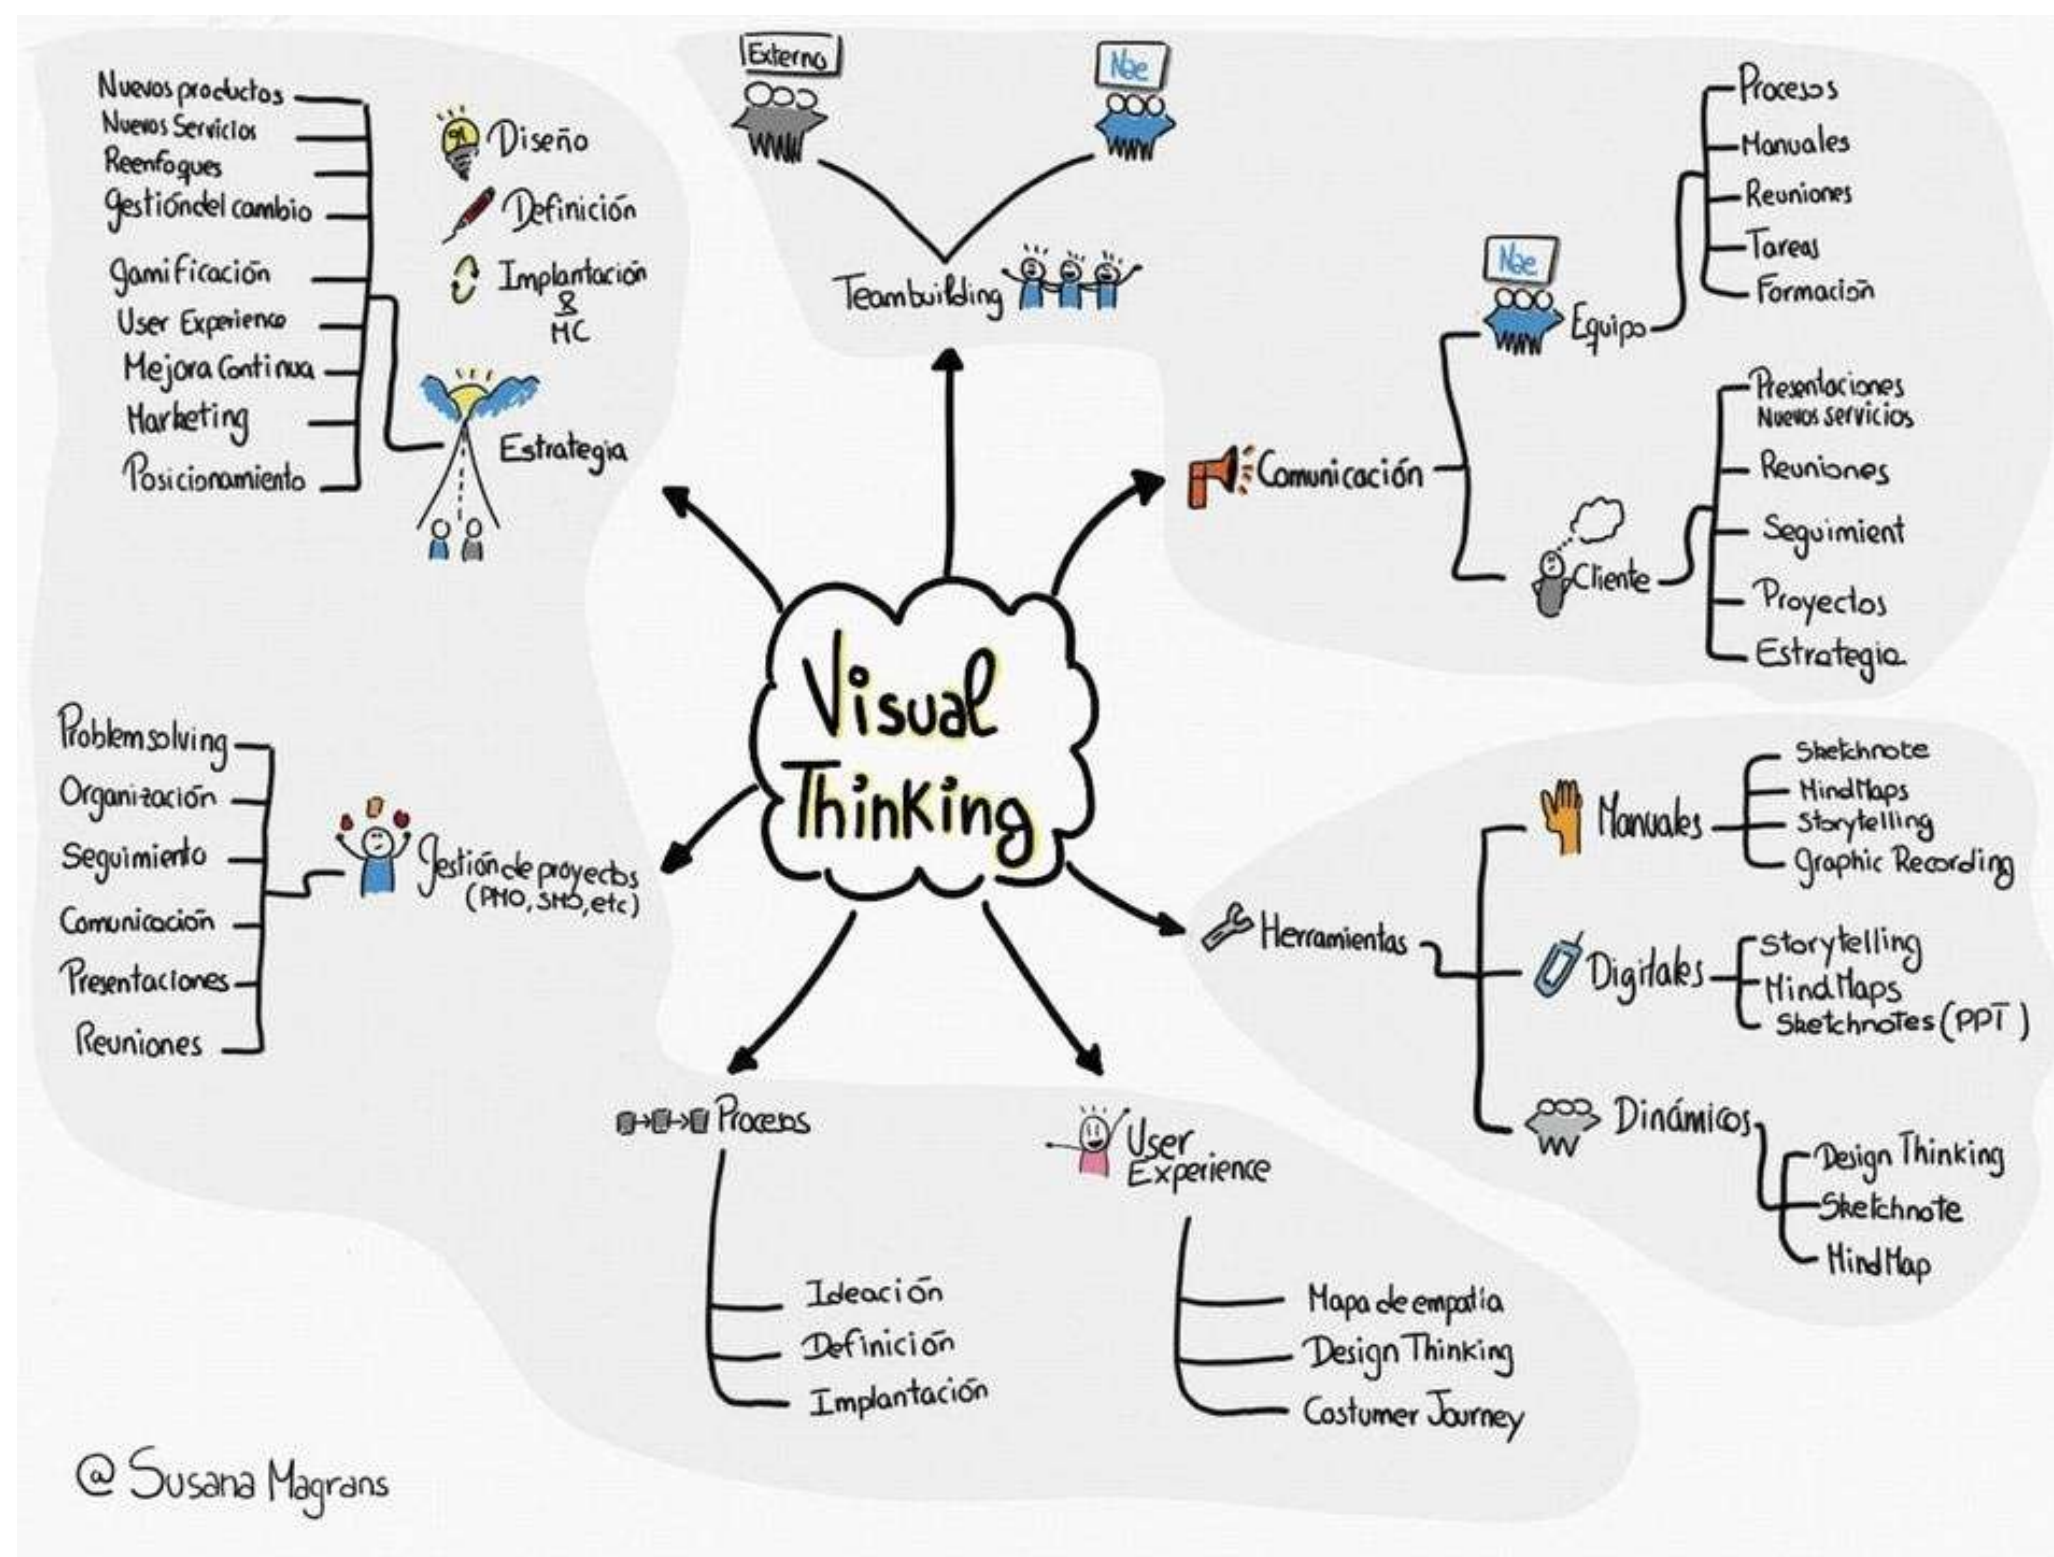 Nuevos productos
Nuevos Servicios
Reenfoques
Gestión del cambio
Gamificación
User Experience
Mejora Continua
Marketing
Posicionamiento
Diseño
Definición
Implantación
&
MC
Estrategia
Externo
Nae
Teambuilding
Comunicación
Nae
Equipo
Procesos
Manuales
Reuniones
Tareas
Formación
Cliente
Presentaciones
Nuevos servicios
Reuniones
Seguimient
Proyectos
Estrategia
Visual
Thinking
Problem solving
Organización
Seguimiento
Comunicación
Presentaciones
Reuniones
Gestión de proyectos
(PMO, SMO, etc)
Herramientas
Manuales
Sketchnote
MindMaps
Storytelling
Graphic Recording
Digitales
Storytelling
MindMaps
Sketchnotes (PPT)
Dinámicos
Design Thinking
Sketchnote
MindMap
Procesos
Ideación
Definición
Implantación
User
Experience
Mapa de empatía
Design Thinking
Costumer Journey
@ Susana Magrans